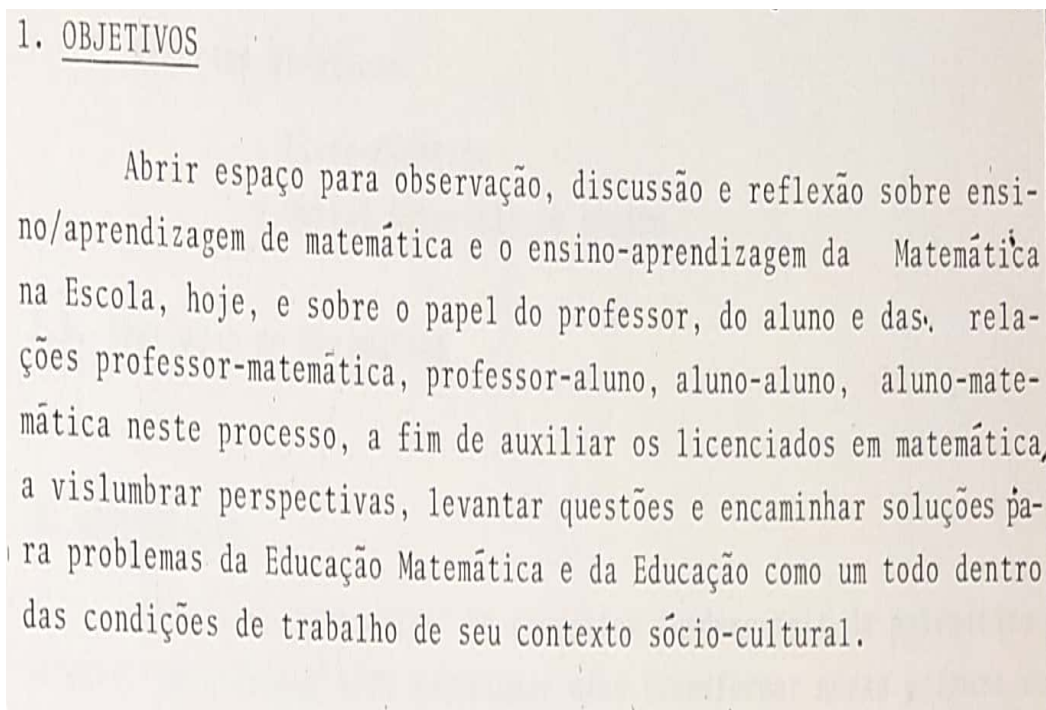 1. OBJETIVOS
Abrir espaço para observação, discussão e reflexão sobre ensi-
no/aprendizagem de matemática e o ensino-aprendizagem da Matemática
na Escola, hoje, e sobre o papel do professor, do aluno e das rela-
ções professor-matemática, professor-aluno, aluno-aluno, aluno-mate-
mática neste processo, a fim de auxiliar os licenciados em matemática,
a vislumbrar perspectivas, levantar questões e encaminhar soluções pa-
ra problemas da Educação Matemática e da Educação como um todo dentro
das condições de trabalho de seu contexto sócio-cultural.